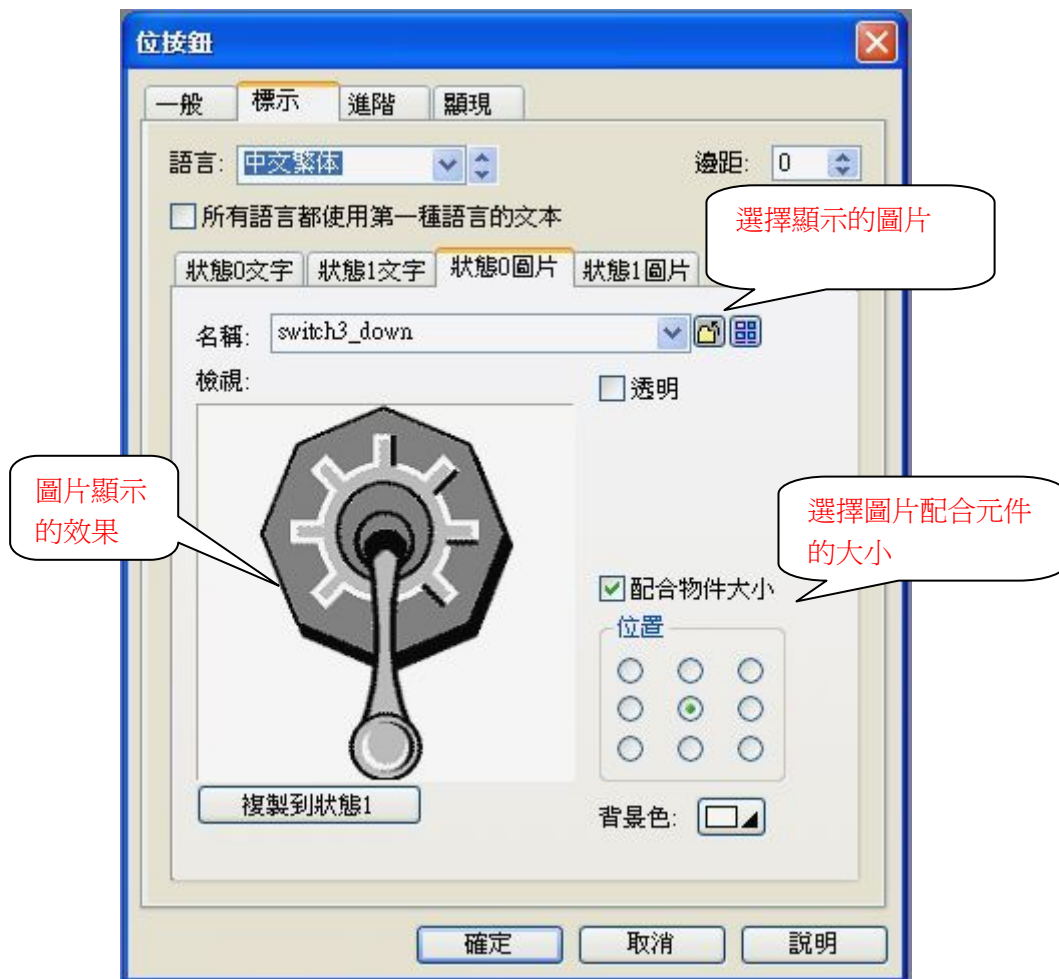 位按鈕
一般 標示 進階 顯現
語言: 中文繁体 邊距: 0
所有語言都使用第一種語言的文本
選擇顯示的圖片
狀態0文字 狀態1文字 狀態0圖片 狀態1圖片
名稱: switch3_down
檢視: 透明
圖片顯示
的效果
選擇圖片配合元件
的大小
配合物件大小
位置
複製到狀態1
背景色:
確定 取消 說明